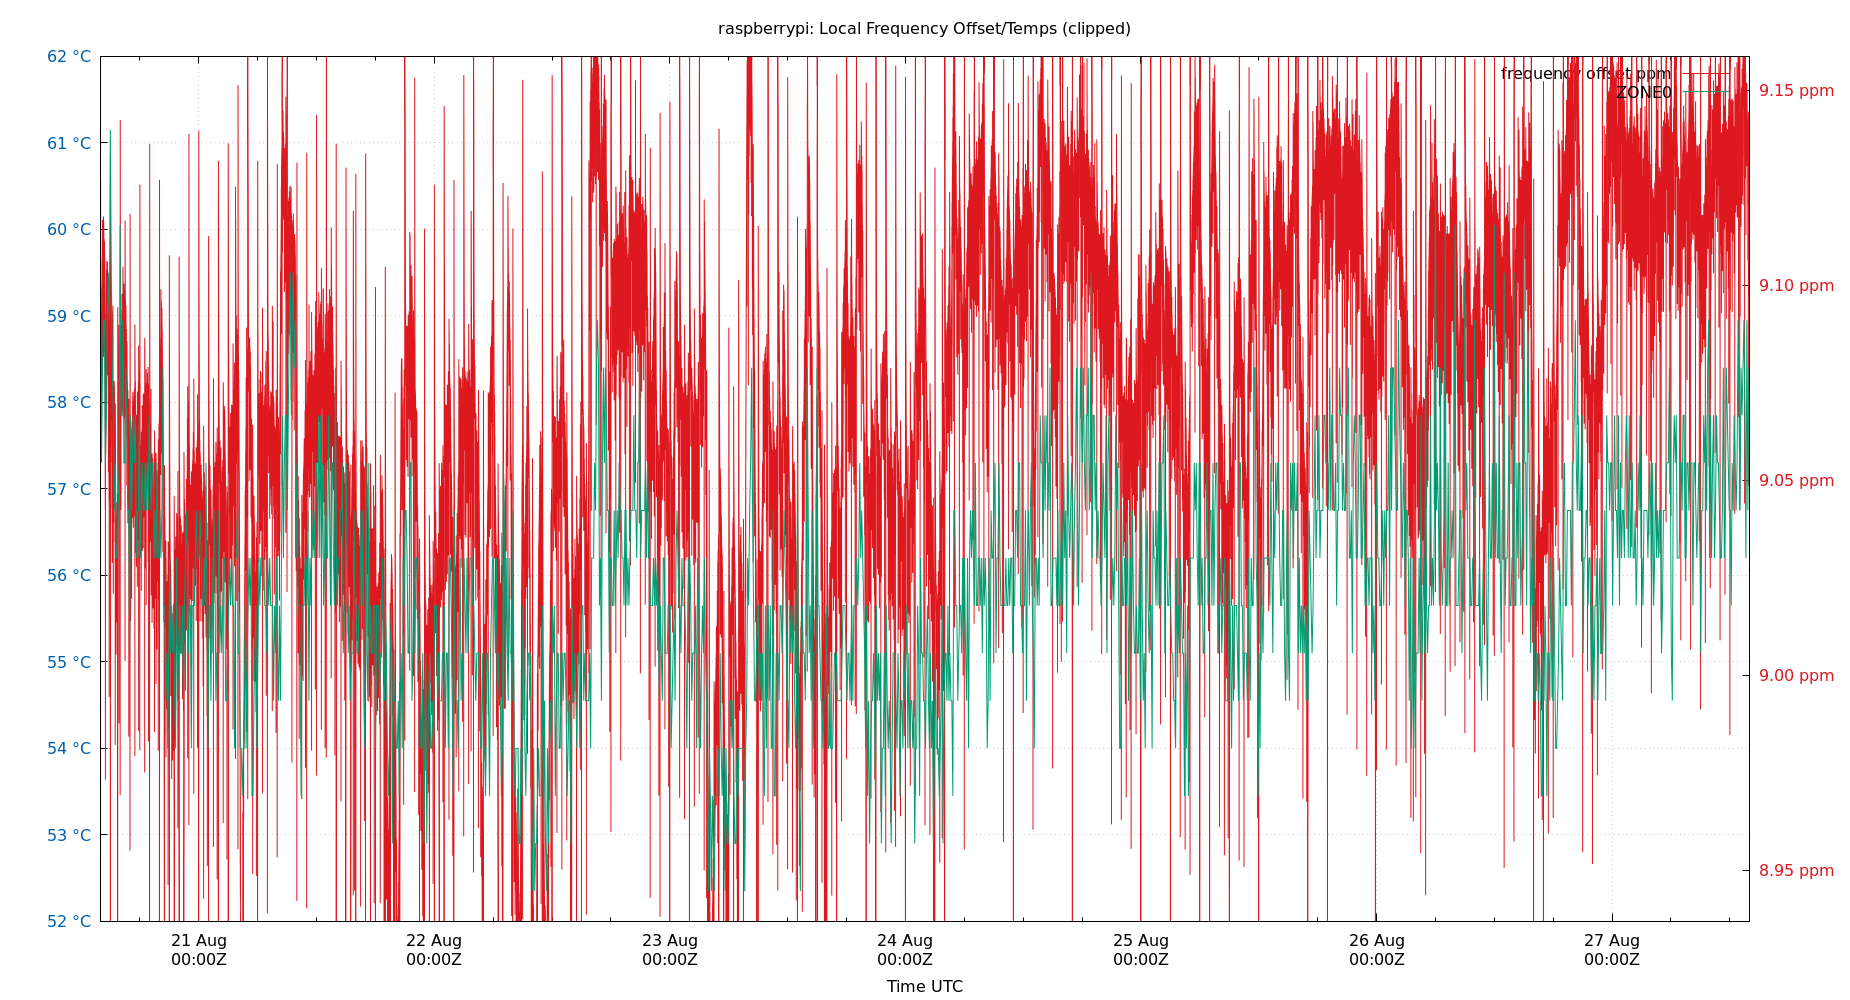 raspberrypi: Local Frequency Offset/Temps (clipped)
62 °C
61 °C
60 °C
59 °C
58 °C
57 °C
56 °C
55 °C
54 °C
53 °C
52 °C
frequency offset ppm
ZONE0
9.15 ppm
9.10 ppm
9.05 ppm
9.00 ppm
8.95 ppm
21 Aug
00:00Z
22 Aug
00:00Z
23 Aug
00:00Z
24 Aug
00:00Z
25 Aug
00:00Z
26 Aug
00:00Z
27 Aug
00:00Z
Time UTC